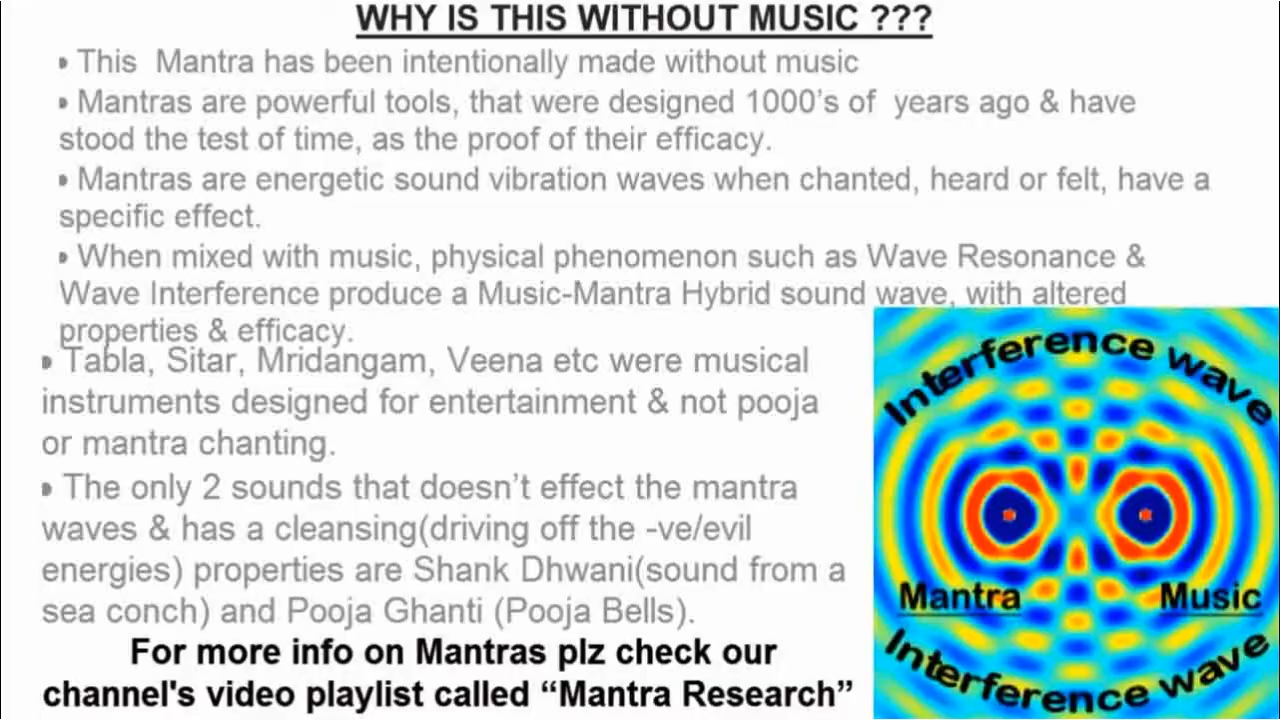 WHY IS THIS WITHOUT MUSIC ???
• This Mantra has been intentionally made without music
• Mantras are powerful tools, that were designed 1000's of years ago & have
stood the test of time, as the proof of their efficacy.
• Mantras are energetic sound vibration waves when chanted, heard or felt, have a
specific effect.
• When mixed with music, physical phenomenon such as Wave Resonance &
Wave Interference produce a Music-Mantra Hybrid sound wave, with altered
properties & efficacy.
• Tabla, Sitar, Mridangam, Veena etc were musical
instruments designed for entertainment & not pooja
or mantra chanting.
• The only 2 sounds that doesn't effect the mantra
waves & has a cleansing(driving off the -ve/evil
energies) properties are Shank Dhwani(sound from a
sea conch) and Pooja Ghanti (Pooja Bells).
For more info on Mantras plz check our
channel's video playlist called “Mantra Research”
Interference wave
Mantra Music
Interference wave